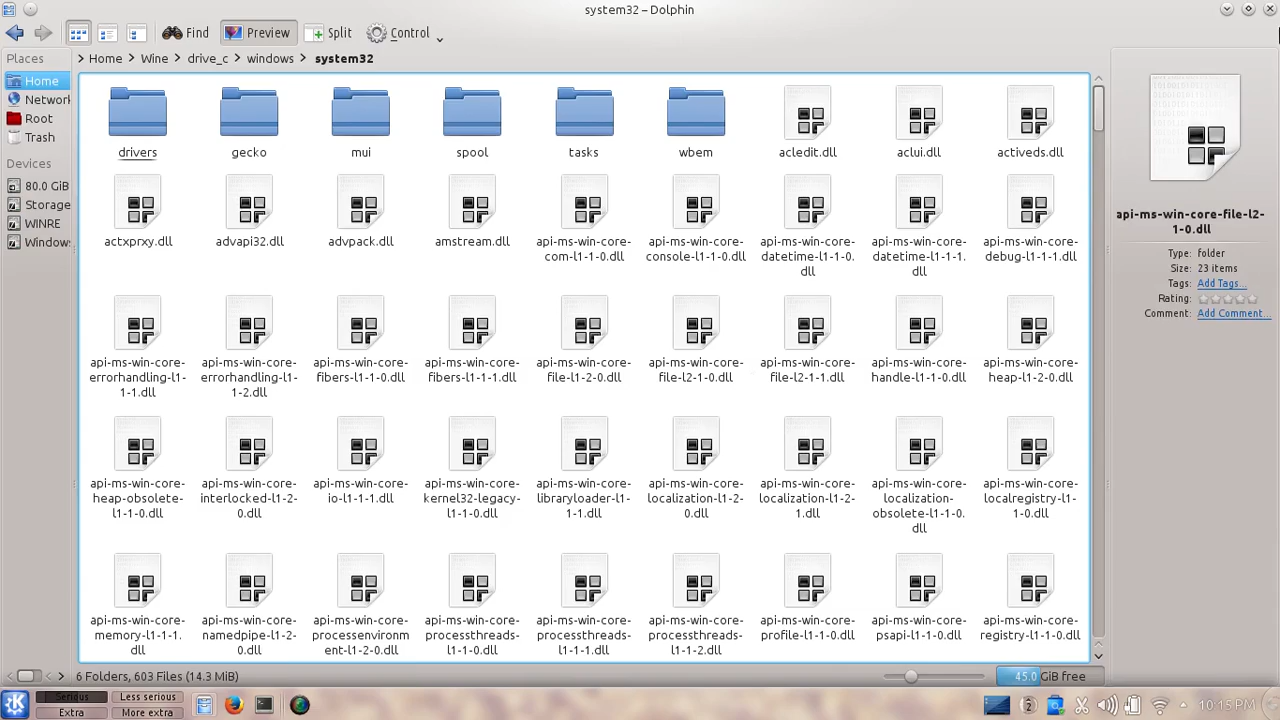 system32 – Dolphin
Find
Preview
Split
Control
Places
Home
Network
Root
Trash
Devices
80.0 GiB
Storage
WINRE
Windows
Home
Wine
drive_c
windows
system32
drivers
gecko
mui
spool
tasks
wbem
acledit.dll
aclui.dll
activeds.dll
actxprxy.dll
advapi32.dll
advpack.dll
amstream.dll
api-ms-win-core-
com-l1-1-0.dll
api-ms-win-core-
console-l1-1-0.dll
api-ms-win-core-
datetime-l1-1-0.
dll
api-ms-win-core-
datetime-l1-1-1.
dll
api-ms-win-core-
debug-l1-1-1.dll
api-ms-win-core-
errorhandling-l1-
1-1.dll
api-ms-win-core-
errorhandling-l1-
1-2.dll
api-ms-win-core-
fibers-l1-1-0.dll
api-ms-win-core-
fibers-l1-1-1.dll
api-ms-win-core-
file-l1-2-0.dll
api-ms-win-core-
file-l2-1-0.dll
api-ms-win-core-
file-l2-1-1.dll
api-ms-win-core-
handle-l1-1-0.dll
api-ms-win-core-
heap-l1-2-0.dll
api-ms-win-core-
heap-obsolete-
l1-1-0.dll
api-ms-win-core-
interlocked-l1-2-
0.dll
api-ms-win-core-
io-l1-1-1.dll
api-ms-win-core-
kernel32-legacy-
l1-1-0.dll
api-ms-win-core-
libraryloader-l1-
1-1.dll
api-ms-win-core-
localization-l1-2-
0.dll
api-ms-win-core-
localization-l1-2-
1.dll
api-ms-win-core-
localization-
obsolete-l1-1-0.
dll
api-ms-win-core-
localregistry-l1-
1-0.dll
api-ms-win-core-
memory-l1-1-1.
dll
api-ms-win-core-
namedpipe-l1-2-
0.dll
api-ms-win-core-
processenvironm
ent-l1-2-0.dll
api-ms-win-core-
processthreads-
l1-1-0.dll
api-ms-win-core-
processthreads-
l1-1-1.dll
api-ms-win-core-
processthreads-
l1-1-2.dll
api-ms-win-core-
profile-l1-1-0.dll
api-ms-win-core-
psapi-l1-1-0.dll
api-ms-win-core-
registry-l1-1-0.dll
api-ms-win-core-file-l2-
1-0.dll
Type: folder
Size: 23 items
Tags: Add Tags...
Rating:
Comment: Add Comment...
6 Folders, 603 Files (14.3 MiB)
45.0 GiB free
Serious
Less serious
Extra
More extra
2
10:15 PM